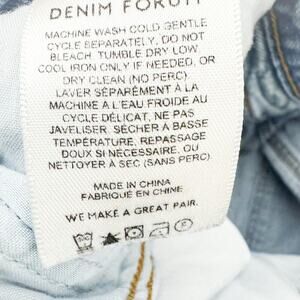 DENIM FORUM
MACHINE WASH COLD GENTLE
CYCLE SEPARATELY, DO NOT
BLEACH. TUMBLE DRY LOW,
COOL IRON ONLY IF NEEDED, OR
DRY CLEAN (NO PERC).
LAVER SÉPARÉMENT À LA
MACHINE À L'EAU FROIDE AU
CYCLE DÉLICAT, NE PAS
JAVELISER. SÉCHER À BASSE
TEMPÉRATURE, REPASSAGE
DOUX SI NÉCESSAIRE, OU
NETTOYER À SEC (SANS PERC)
MADE IN CHINA
FABRIQUÉ EN CHINE
WE MAKE A GREAT PAIR.